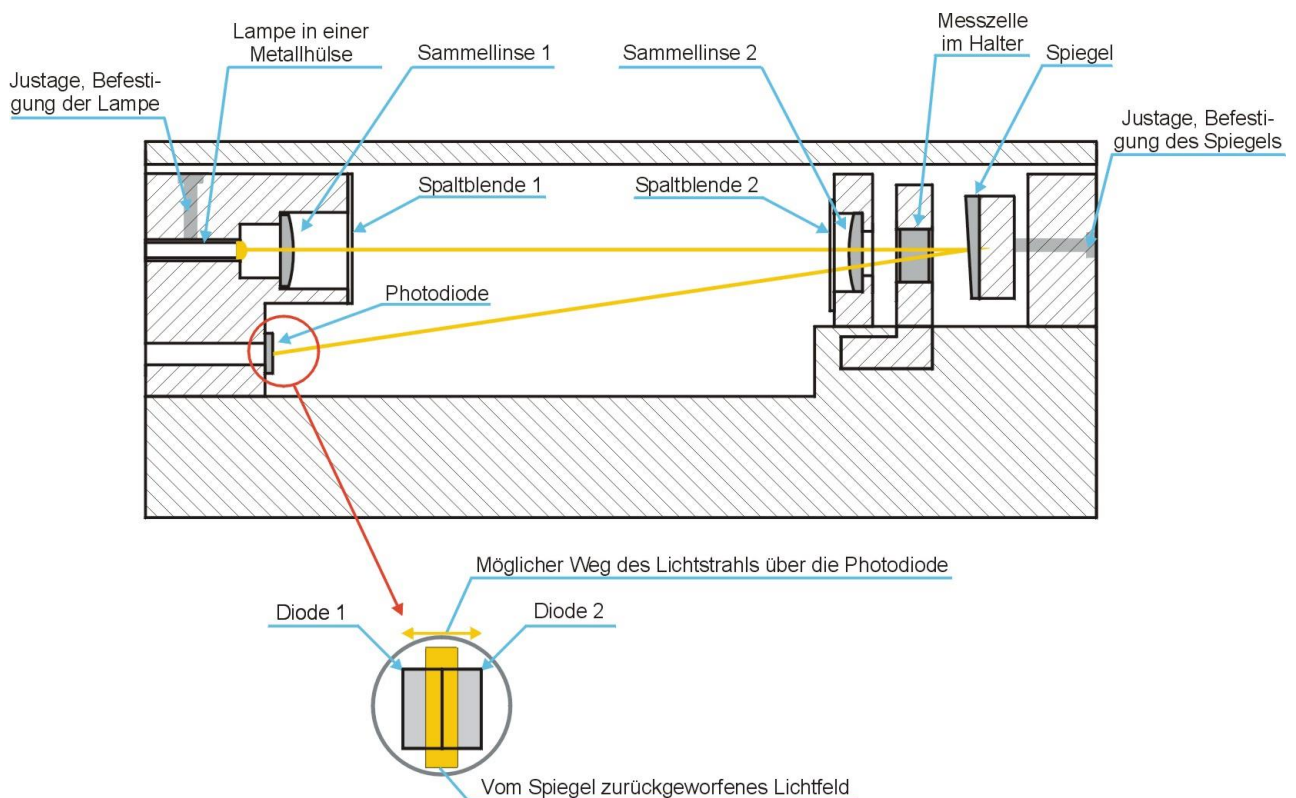 Lampe in einer
Metallhülse
Sammellinse 1
Sammellinse 2
Messzelle
im Halter
Spiegel
Justage, Befesti-
gung der Lampe
Justage, Befesti-
gung des Spiegels
Spaltblende 1
Spaltblende 2
Photodiode
Möglicher Weg des Lichtstrahls über die Photodiode
Diode 1
Diode 2
Vom Spiegel zurückgeworfenes Lichtfeld